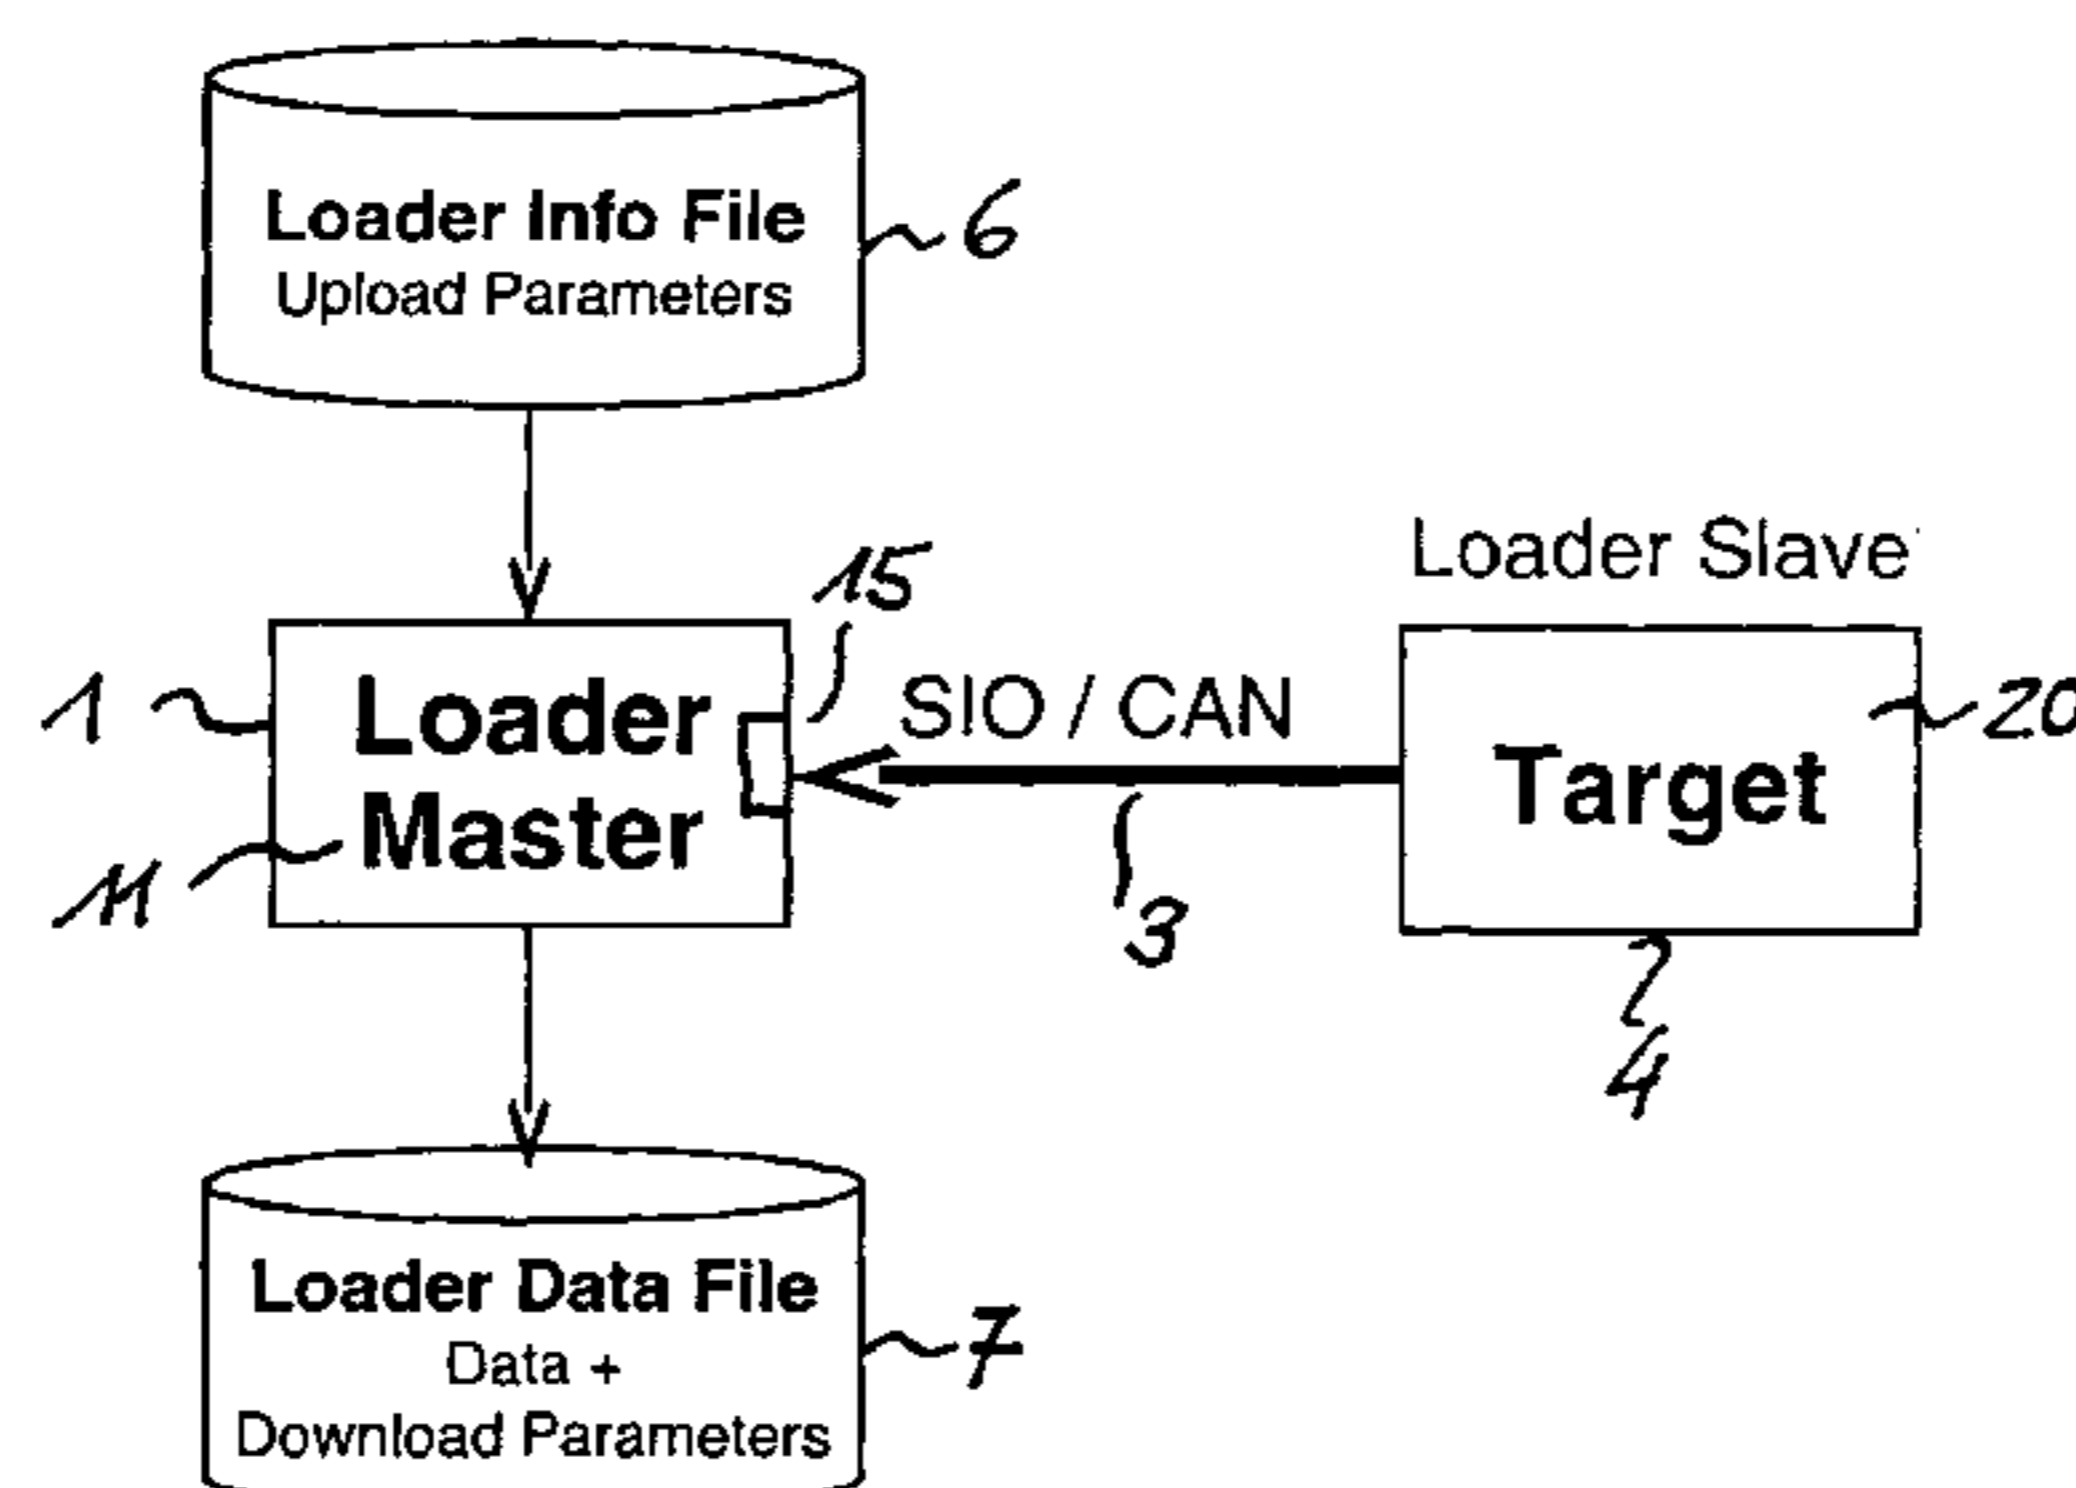 Loader Info File
Upload Parameters
6
15
Loader Slave
1
Loader
Master
11
SIO / CAN
3
Target
20
4
Loader Data File
Data +
Download Parameters
7